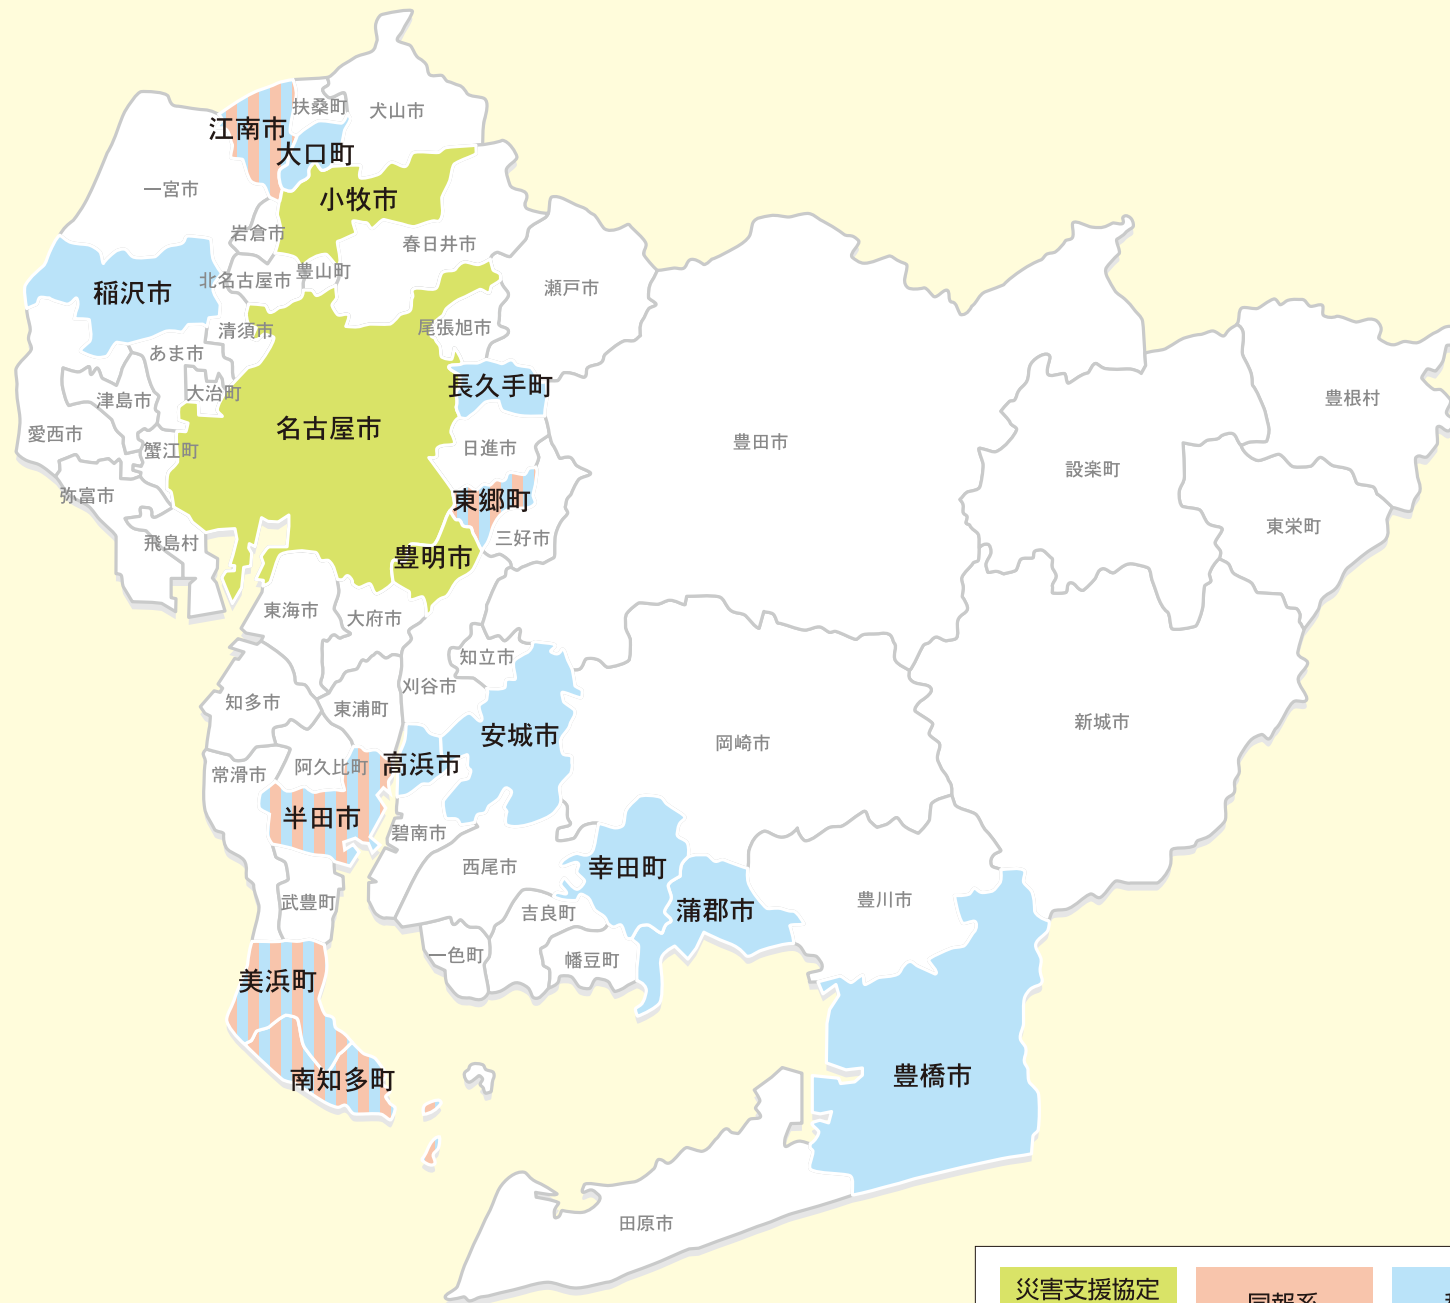 扶桑町
犬山市
江南市
大口町
一宮市
小牧市
岩倉市
春日井市
北名古屋市
豊山町
稲沢市
瀬戸市
清須市
尾張旭市
あま市
大治町
長久手町
津島市
豊根村
愛西市
名古屋市
豊田市
蟹江町
日進市
設楽町
弥富市
東郷町
東栄町
飛島村
三好市
豊明市
東海市
大府市
知立市
刈谷市
知多市
東浦町
新城市
安城市
岡崎市
高浜市
常滑市
阿久比町
半田市
碧南市
西尾市
幸田町
武豊町
吉良町
蒲郡市
豊川市
一色町
幡豆町
美浜町
南知多町
豊橋市
田原市
災害支援協定